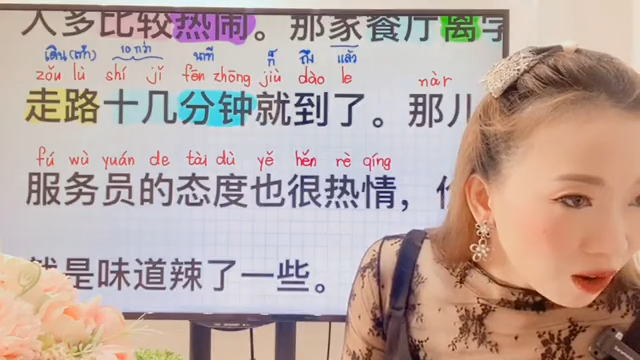 人多比较热闹。那家餐厅离学
เดิน(เท้า) 10 กว่า นาที ก็ ถึง แล้ว
zǒu lù shí jǐ fēn zhōng jiù dào le nàr
走路十几分钟就到了。那儿
fú wù yuán de tài dù yě hěn rè qíng
服务员的态度也很热情，
就是味道辣了一些。